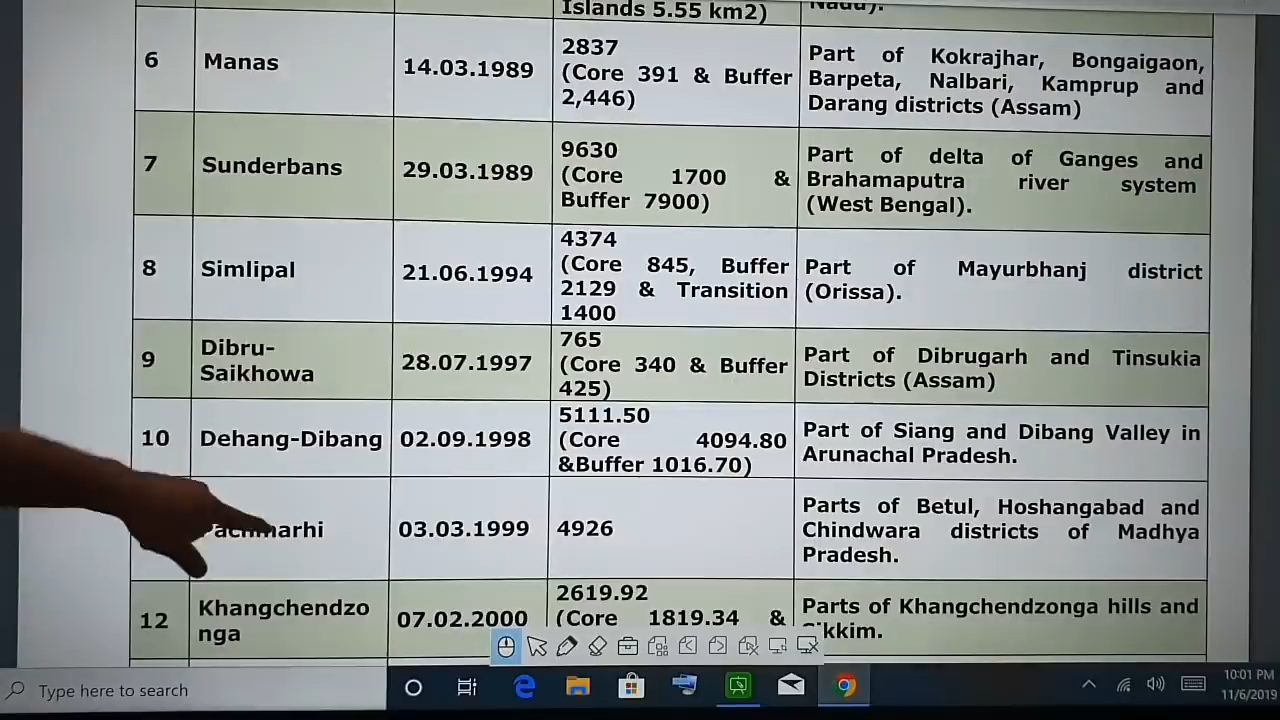 Islands 5.55 km2)
6
Manas
14.03.1989
2837
(Core 391 & Buffer
2,446)
Part of Kokrajhar, Bongaigaon,
Barpeta, Nalbari, Kamprup and
Darang districts (Assam)
7
Sunderbans
29.03.1989
9630
(Core 1700 &
Buffer 7900)
Part of delta of Ganges and
Brahamaputra river system
(West Bengal).
8
Simlipal
21.06.1994
4374
(Core 845, Buffer
2129 & Transition
1400
Part of Mayurbhanj district
(Orissa).
9
Dibru-
Saikhowa
28.07.1997
765
(Core 340 & Buffer
425)
Part of Dibrugarh and Tinsukia
Districts (Assam)
10
Dehang-Dibang
02.09.1998
5111.50
(Core 4094.80
&Buffer 1016.70)
Part of Siang and Dibang Valley in
Arunachal Pradesh.
03.03.1999
4926
Parts of Betul, Hoshangabad and
Chindwara districts of Madhya
Pradesh.
12
Khangchendzo
nga
07.02.2000
2619.92
(Core 1819.34 &
Parts of Khangchendzonga hills and
Type here to search
10:01 PM
11/6/2019